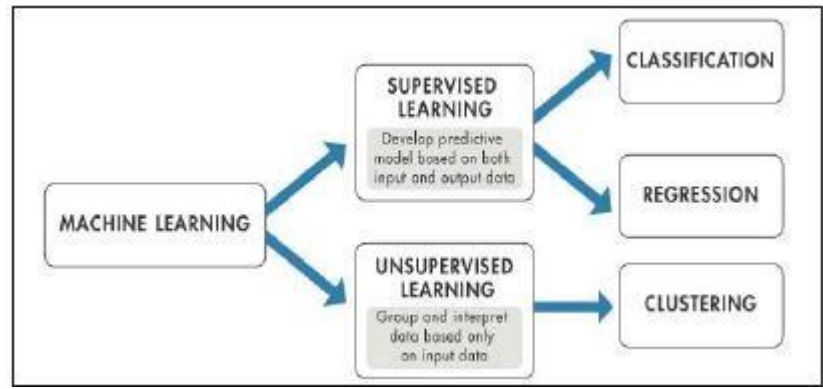 MACHINE LEARNING
SUPERVISED
LEARNING
Develop predictive
model based on both
input and output data
CLASSIFICATION
REGRESSION
UNSUPERVISED
LEARNING
Group and interpret
data based only
on input data
CLUSTERING